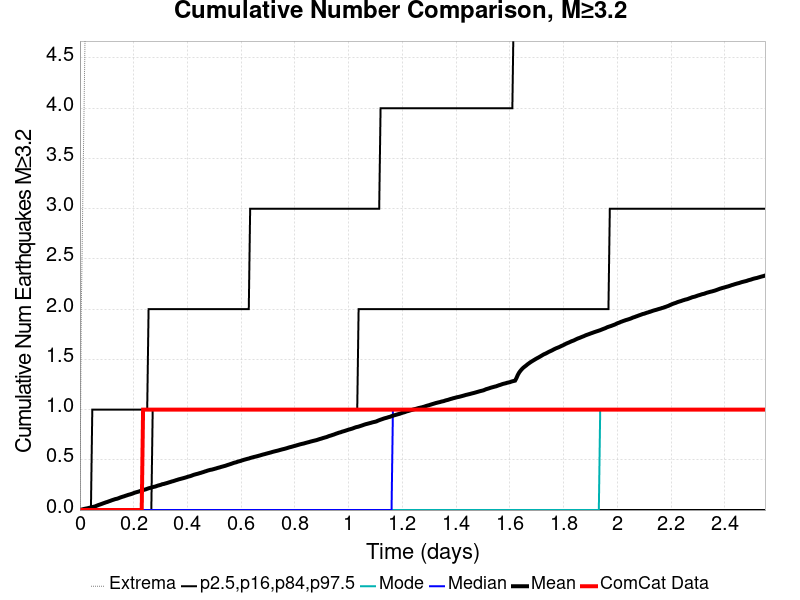 Cumulative Number Comparison, M≥3.2
Cumulative Num Earthquakes M≥3.2
4.5
4.0
3.5
3.0
2.5
2.0
1.5
1.0
0.5
0.0
0 0.2 0.4 0.6 0.8 1 1.2 1.4 1.6 1.8 2 2.2 2.4
Time (days)
Extrema p2.5,p16,p84,p97.5 Mode Median Mean ComCat Data